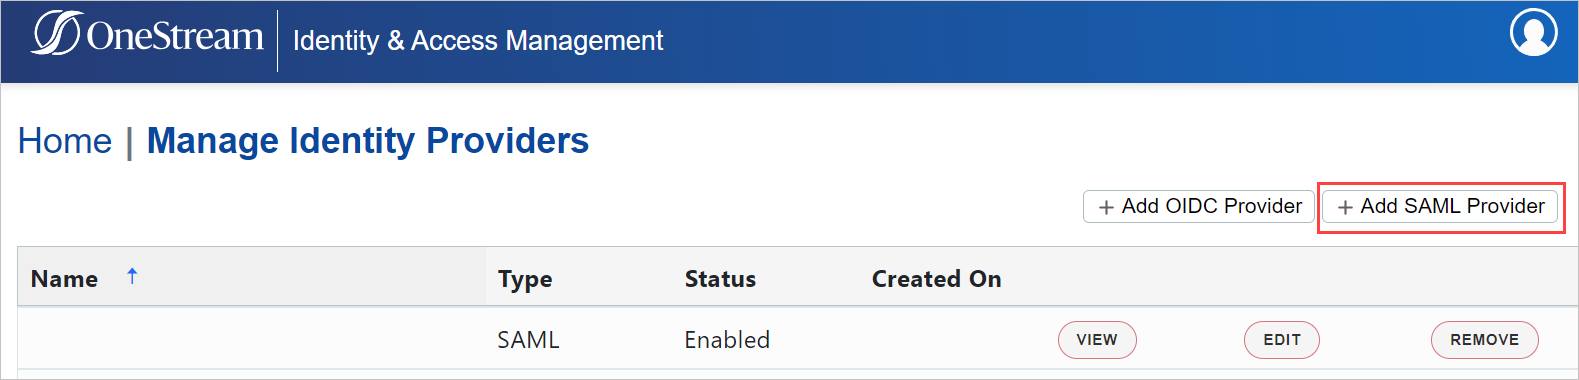 OneStream Identity & Access Management
Home | Manage Identity Providers
+ Add OIDC Provider + Add SAML Provider
Name ↑ Type Status Created On
SAML Enabled VIEW EDIT REMOVE